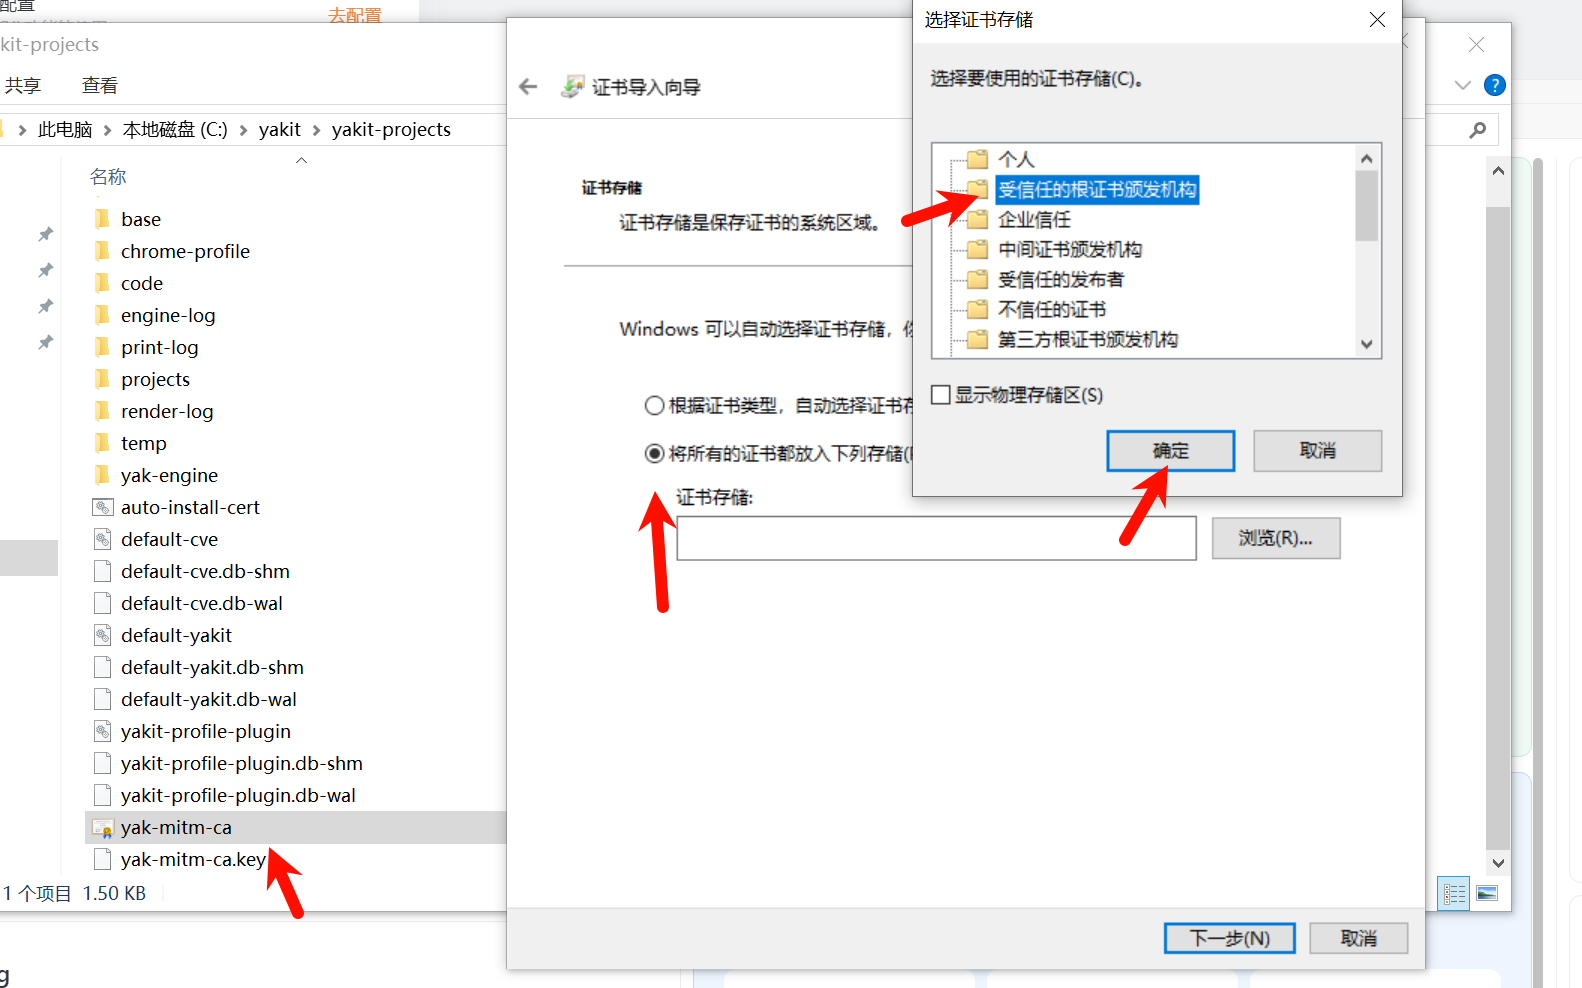 配置
去配置
kit-projects
共享
查看
此电脑
本地磁盘 (C:)
yakit
yakit-projects
名称
base
chrome-profile
code
engine-log
print-log
projects
render-log
temp
yak-engine
auto-install-cert
default-cve
default-cve.db-shm
default-cve.db-wal
default-yakit
default-yakit.db-shm
default-yakit.db-wal
yakit-profile-plugin
yakit-profile-plugin.db-shm
yakit-profile-plugin.db-wal
yak-mitm-ca
yak-mitm-ca.key
1 个项目 1.50 KB
g
证书导入向导
证书存储
证书存储是保存证书的系统区域。
Windows 可以自动选择证书存储，
根据证书类型，自动选择证书存
将所有的证书都放入下列存储(P
证书存储:
浏览(R)...
下一步(N)
取消
选择证书存储
选择要使用的证书存储(C)。
个人
受信任的根证书颁发机构
企业信任
中间证书颁发机构
受信任的发布者
不信任的证书
第三方根证书颁发机构
显示物理存储区(S)
确定
取消
?